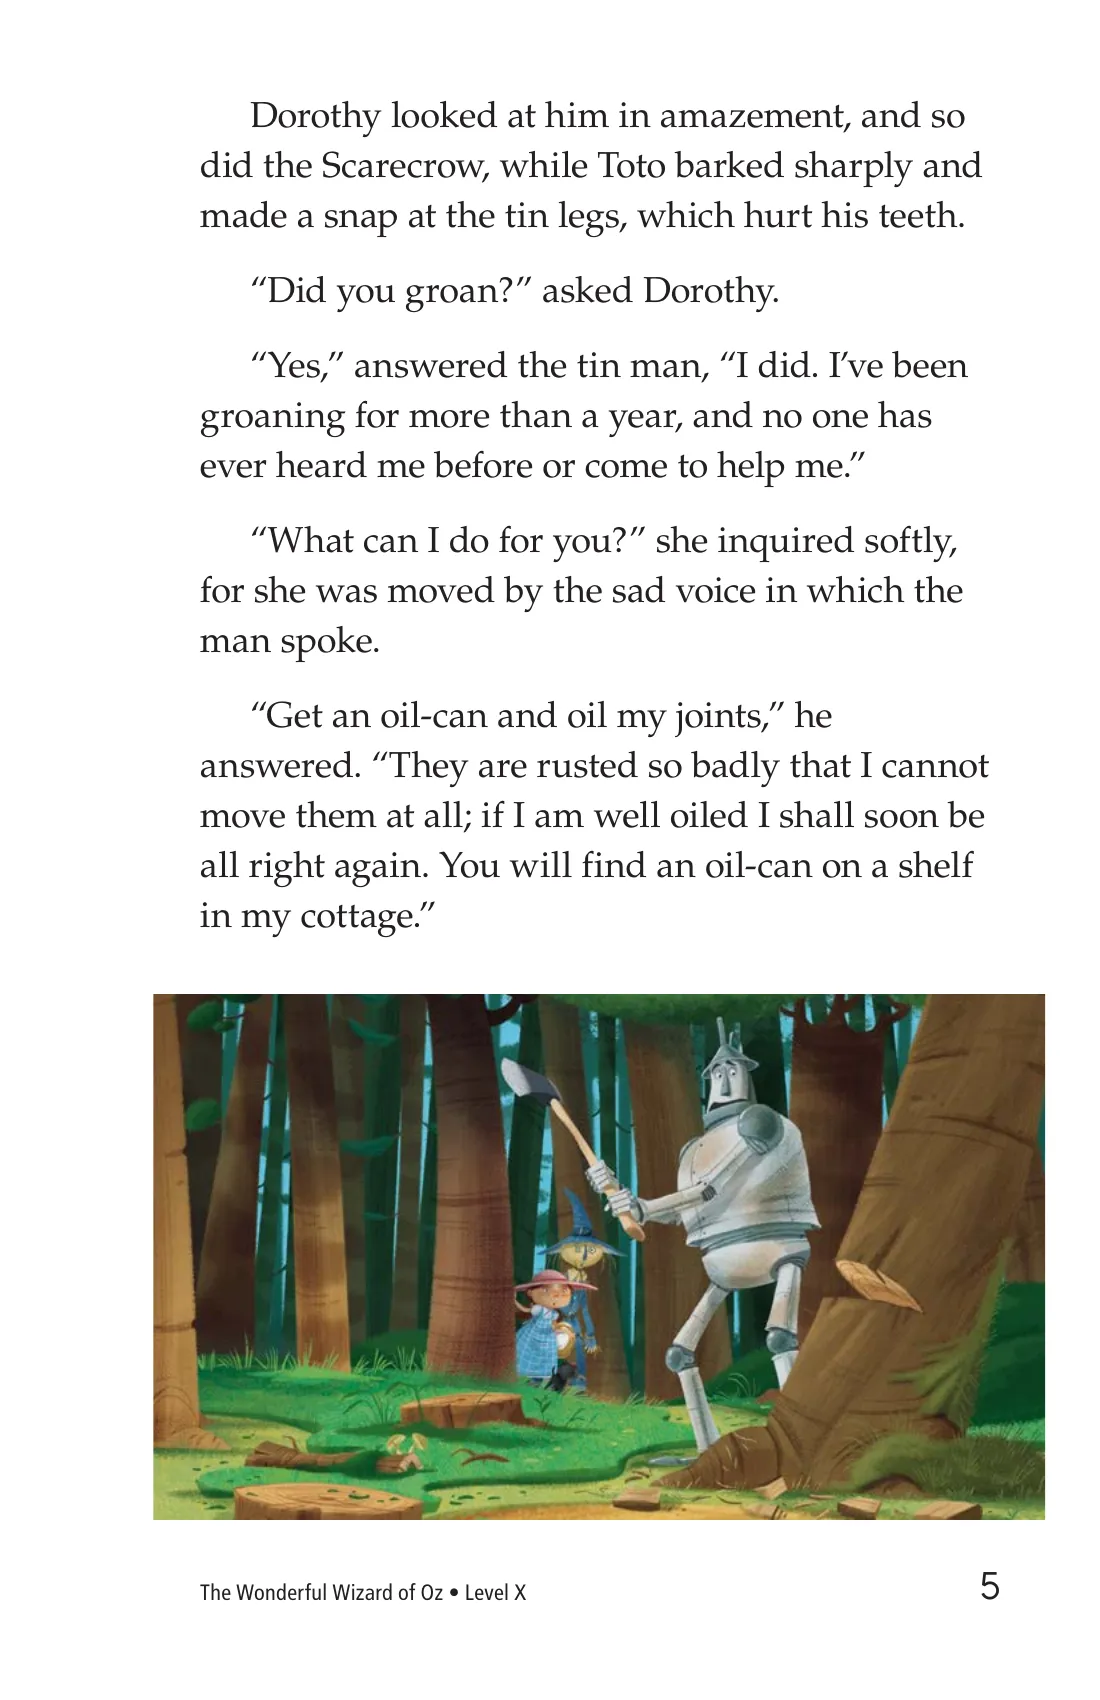 Dorothy looked at him in amazement, and so
did the Scarecrow, while Toto barked sharply and
made a snap at the tin legs, which hurt his teeth.
“Did you groan?” asked Dorothy.
“Yes,” answered the tin man, “I did. I’ve been
groaning for more than a year, and no one has
ever heard me before or come to help me.”
“What can I do for you?” she inquired softly,
for she was moved by the sad voice in which the
man spoke.
“Get an oil-can and oil my joints,” he
answered. “They are rusted so badly that I cannot
move them at all; if I am well oiled I shall soon be
all right again. You will find an oil-can on a shelf
in my cottage.”
The Wonderful Wizard of Oz • Level X
5